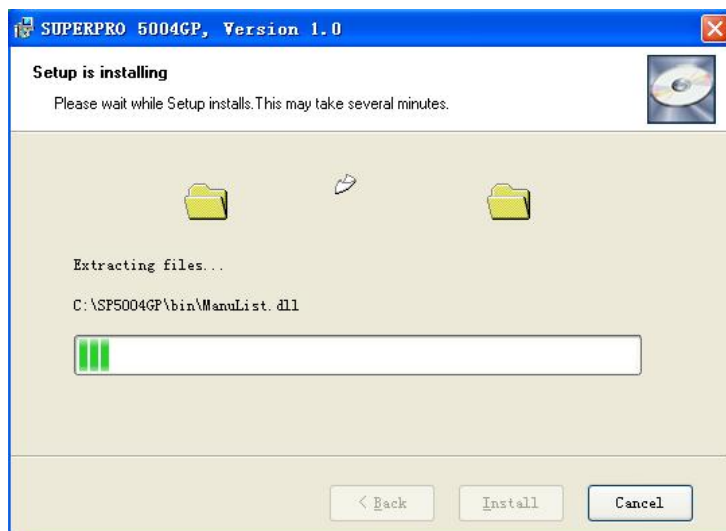 SUPERPRO 5004GP, Version 1.0
Setup is installing
Please wait while Setup installs.This may take several minutes.
Extracting files...
C:\SP5004GP\bin\ManuList.dll
< Back
Install
Cancel